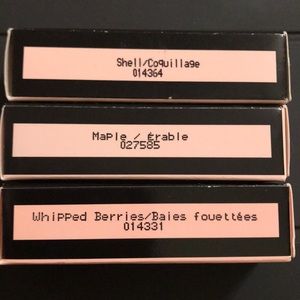 Shell/Coquillage
014364
Maple / Érable
027585
Whipped Berries/Baies fouettées
014331